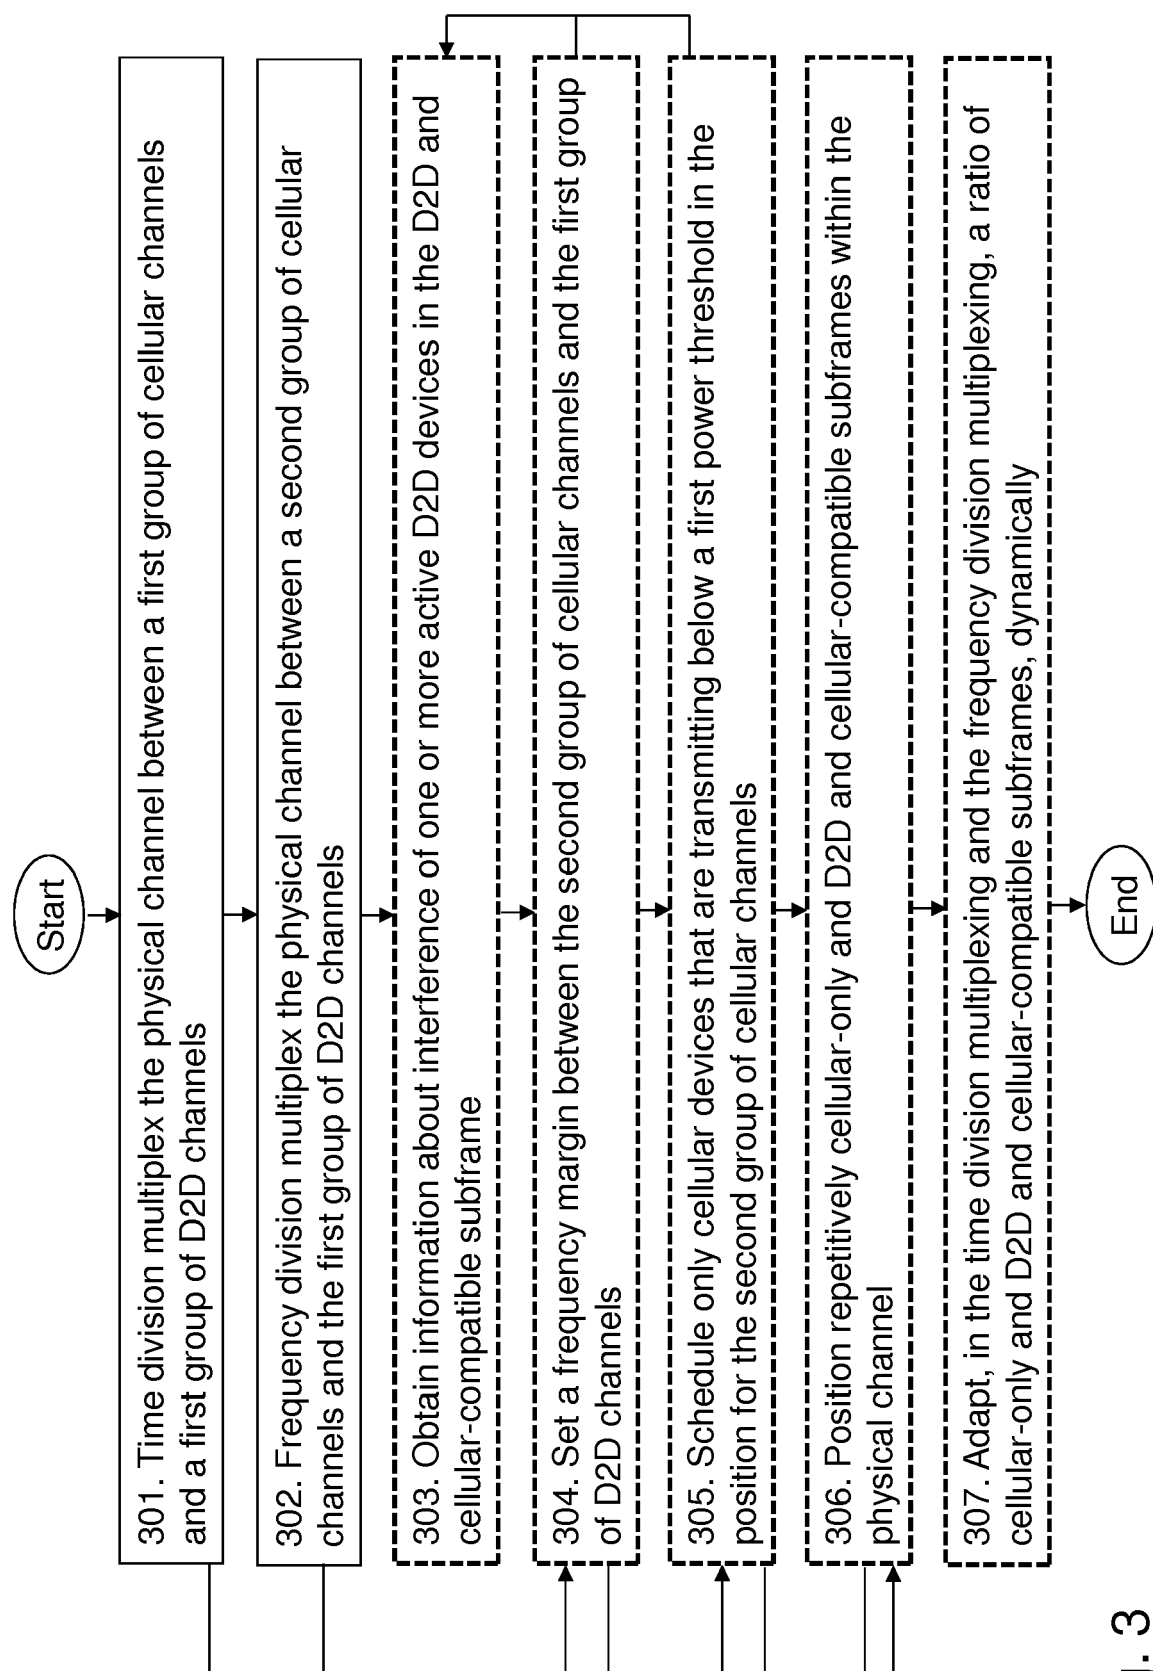 Start
301. Time division multiplex the physical channel between a first group of cellular channels
and a first group of D2D channels
302. Frequency division multiplex the physical channel between a second group of cellular
channels and the first group of D2D channels
303. Obtain information about interference of one or more active D2D devices in the D2D and
cellular-compatible subframe
304. Set a frequency margin between the second group of cellular channels and the first group
of D2D channels
305. Schedule only cellular devices that are transmitting below a first power threshold in the
position for the second group of cellular channels
306. Position repetitively cellular-only and D2D and cellular-compatible subframes within the
physical channel
307. Adapt, in the time division multiplexing and the frequency division multiplexing, a ratio of
cellular-only and D2D and cellular-compatible subframes, dynamically
End
. 3